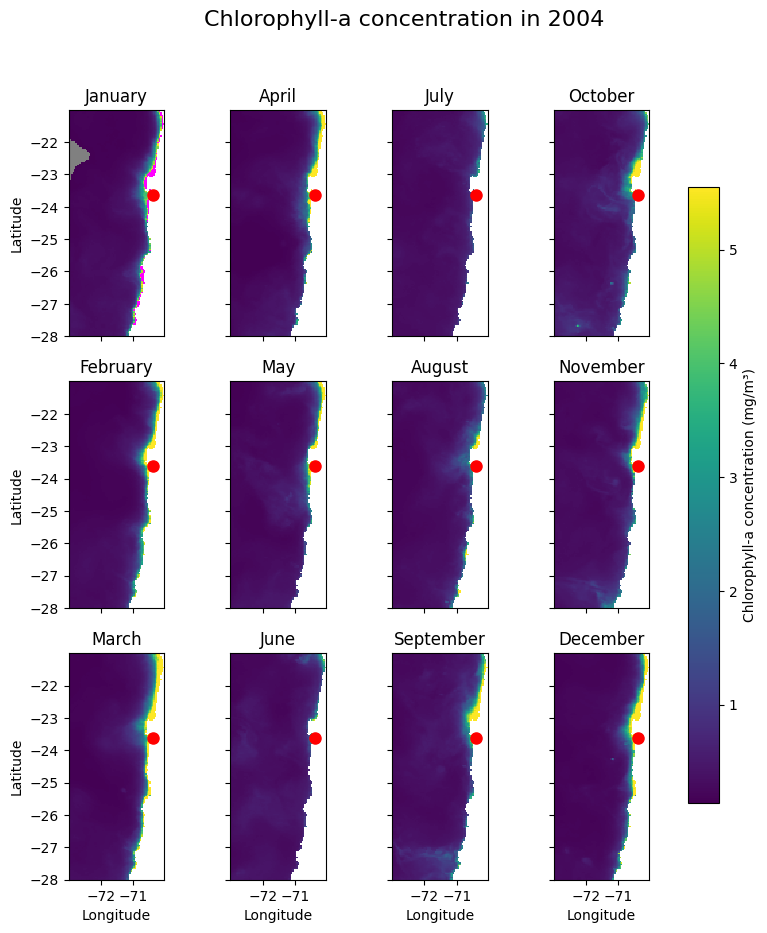 Chlorophyll-a concentration in 2004
January
April
July
October
−22
−23
−24
−25
−26
−27
−28
Latitude
February
May
August
November
−22
−23
−24
−25
−26
−27
−28
Latitude
March
June
September
December
−22
−23
−24
−25
−26
−27
−28
Latitude
−72 −71
−72 −71
−72 −71
−72 −71
Longitude
Longitude
Longitude
Longitude
5
4
3
2
1
Chlorophyll-a concentration (mg/m³)